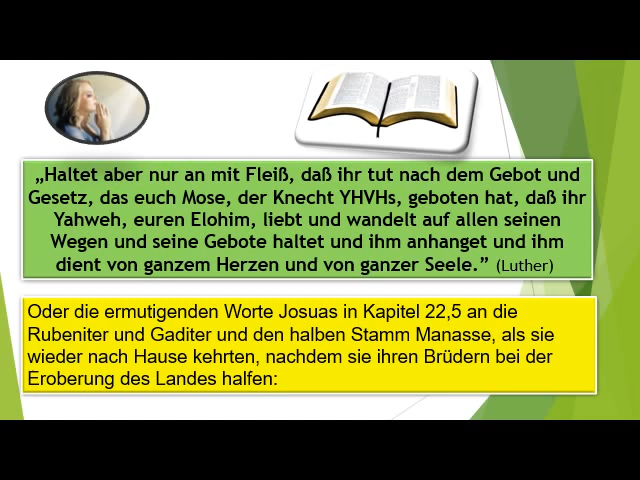 „Haltet aber nur an mit Fleiß, daß ihr tut nach dem Gebot und
Gesetz, das euch Mose, der Knecht YHVHs, geboten hat, daß ihr
Yahweh, euren Elohim, liebt und wandelt auf allen seinen
Wegen und seine Gebote haltet und ihm anhanget und ihm
dient von ganzem Herzen und von ganzer Seele.” (Luther)
Oder die ermutigenden Worte Josuas in Kapitel 22,5 an die
Rubeniter und Gaditer und den halben Stamm Manasse, als sie
wieder nach Hause kehrten, nachdem sie ihren Brüdern bei der
Eroberung des Landes halfen: